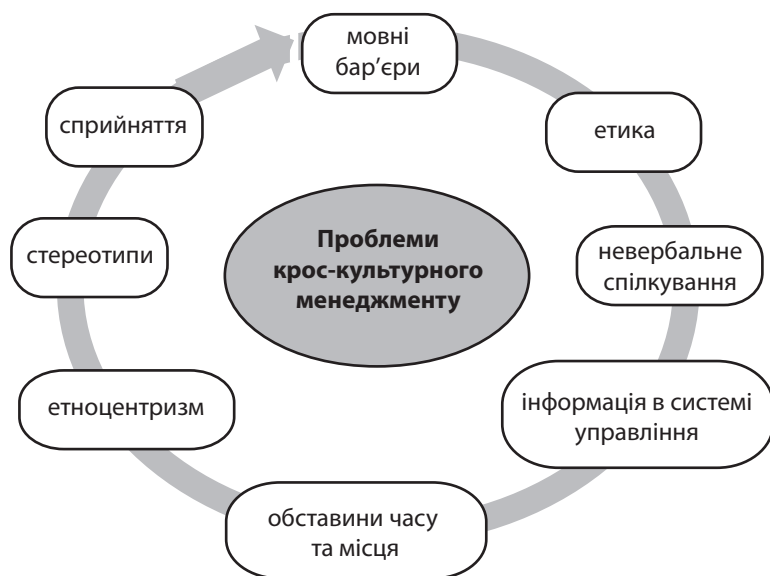 мовні
бар’єри
етика
невербальне
спілкування
інформація в системі
управління
обставини часу
та місця
етноцентризм
стереотипи
сприйняття
Проблеми
крос-культурного
менеджменту